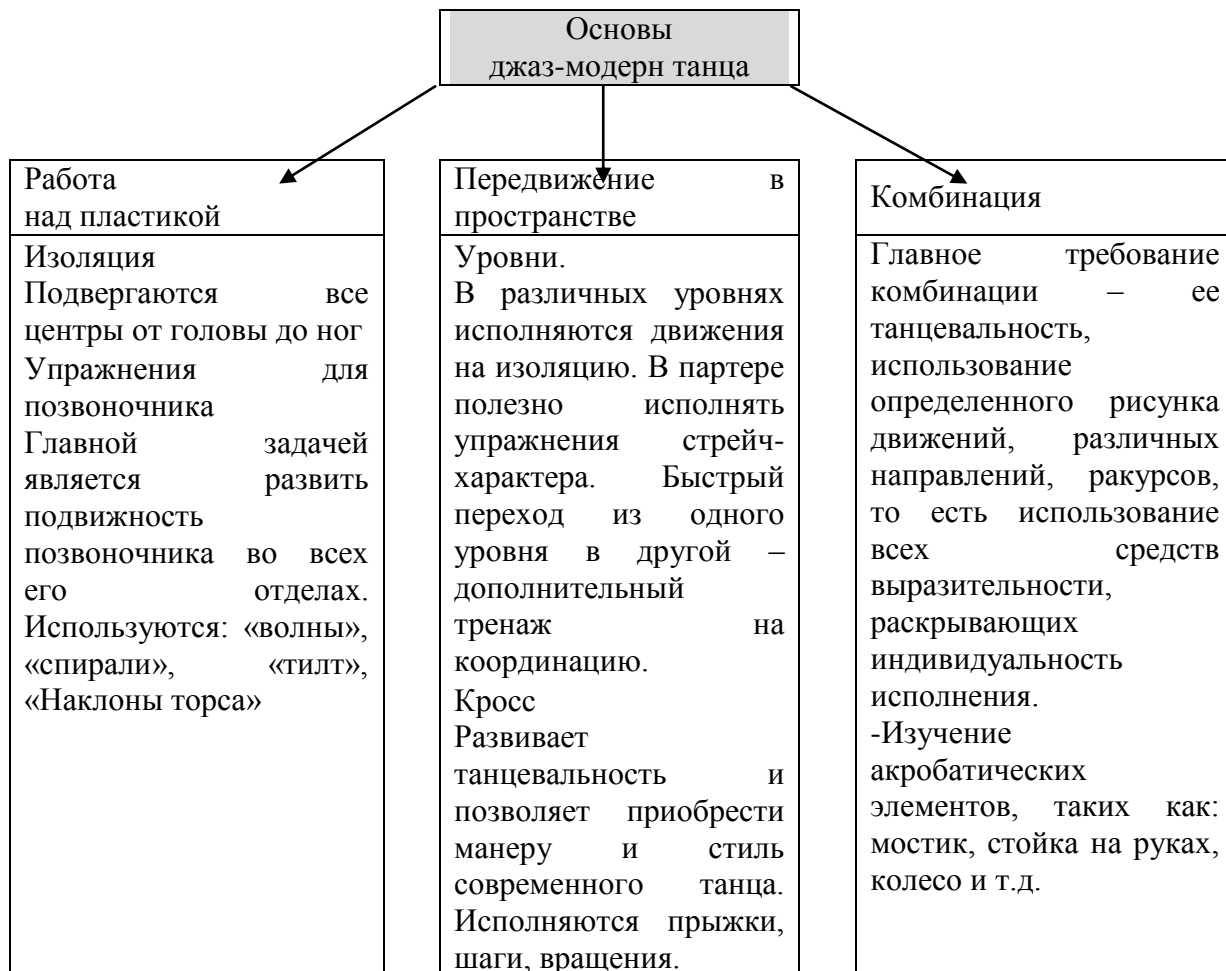 Основы
джаз-модерн танца
Работа
над пластикой
Изоляция
Подвергаются все
центры от головы до ног
Упражнения для
позвоночника
Главной задачей
является развить
подвижность
позвоночника во всех
его отделах.
Используются: «волны»,
«спирали», «тилт»,
«Наклоны торса»
Передвижение в
пространстве
Уровни.
В различных уровнях
исполняются движения
на изоляцию. В партере
полезно исполнять
упражнения стрейч-
характера. Быстрый
переход из одного
уровня в другой –
дополнительный
тренаж на
координацию.
Кросс
Развивает
танцевальность и
позволяет приобрести
манеру и стиль
современного танца.
Исполняются прыжки,
шаги, вращения.
Комбинация
Главное требование
комбинации – ее
танцевальность,
использование
определенного рисунка
движений, различных
направлений, ракурсов,
то есть использование
всех средств
выразительности,
раскрывающих
индивидуальность
исполнения.
-Изучение
акробатических
элементов, таких как:
мостик, стойка на руках,
колесо и т.д.